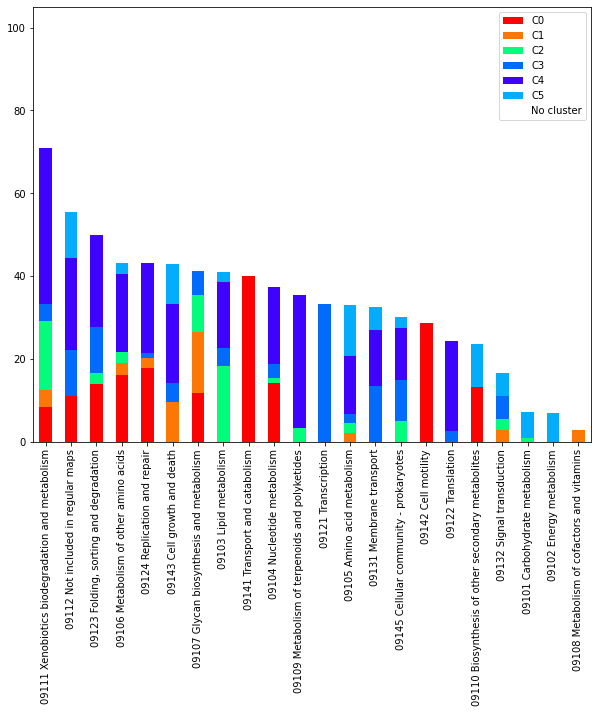 100
80
60
40
20
0
C0
C1
C2
C3
C4
C5
No cluster
09111 Xenobiotics biodegradation and metabolism
09112 Not included in regular maps
09123 Folding, sorting and degradation
09106 Metabolism of other amino acids
09124 Replication and repair
09143 Cell growth and death
09107 Glycan biosynthesis and metabolism
09103 Lipid metabolism
09141 Transport and catabolism
09104 Nucleotide metabolism
09109 Metabolism of terpenoids and polyketides
09121 Transcription
09105 Amino acid metabolism
09131 Membrane transport
09145 Cellular community - prokaryotes
09142 Cell motility
09122 Translation
09110 Biosynthesis of other secondary metabolites
09132 Signal transduction
09101 Carbohydrate metabolism
09102 Energy metabolism
09108 Metabolism of cofactors and vitamins